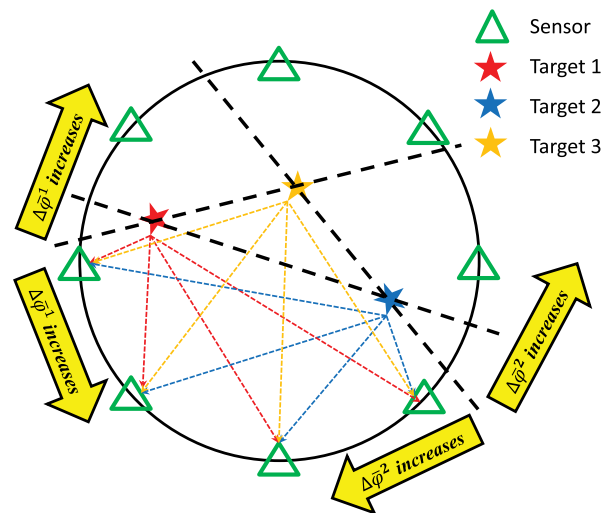 Sensor
Target 1
Target 2
Target 3
Δφ̄¹ increases
Δφ̄¹ increases
Δφ̄² increases
Δφ̄² increases